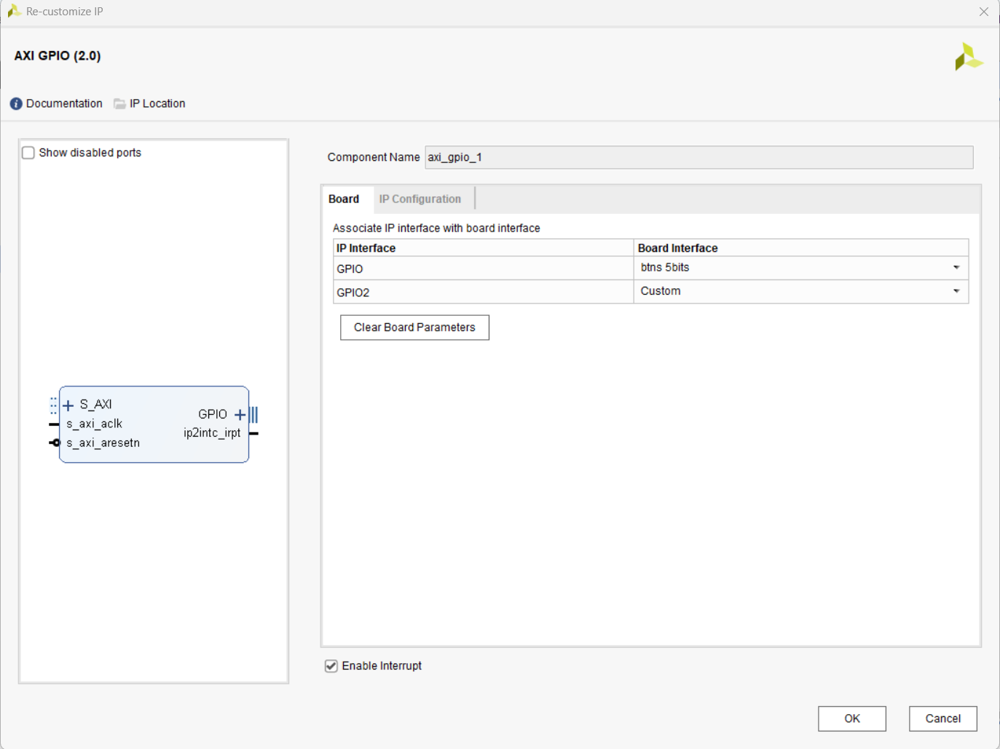 Re-customize IP
AXI GPIO (2.0)
Documentation IP Location
Show disabled ports
S_AXI
s_axi_aclk
s_axi_aresetn
GPIO
ip2intc_irpt
Component Name axi_gpio_1
Board IP Configuration
Associate IP interface with board interface
IP Interface Board Interface
GPIO btns 5bits
GPIO2 Custom
Clear Board Parameters
Enable Interrupt
OK Cancel